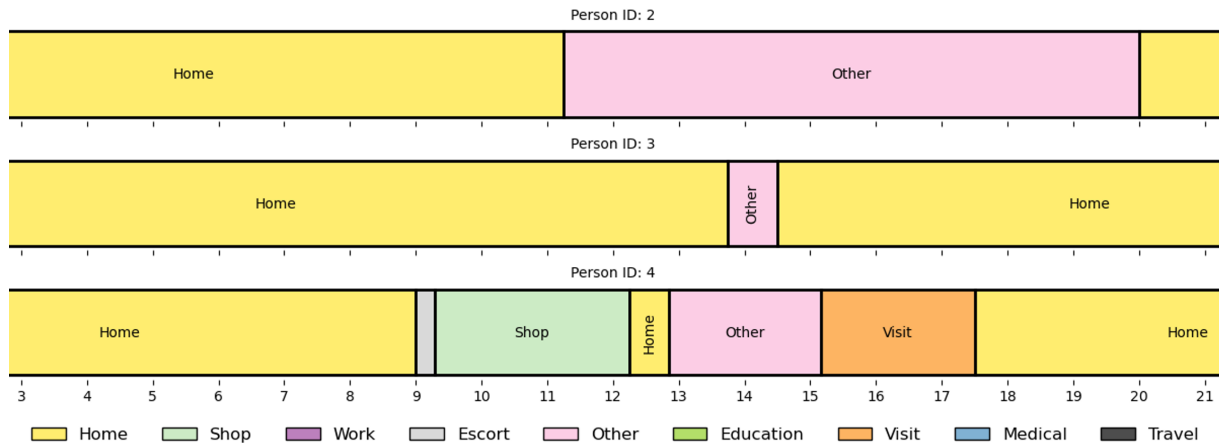 Person ID: 2
Home Other
Person ID: 3
Home Other Home
Person ID: 4
Home Shop Home Other Visit Home
3 4 5 6 7 8 9 10 11 12 13 14 15 16 17 18 19 20 21
Home Shop Work Escort Other Education Visit Medical Travel